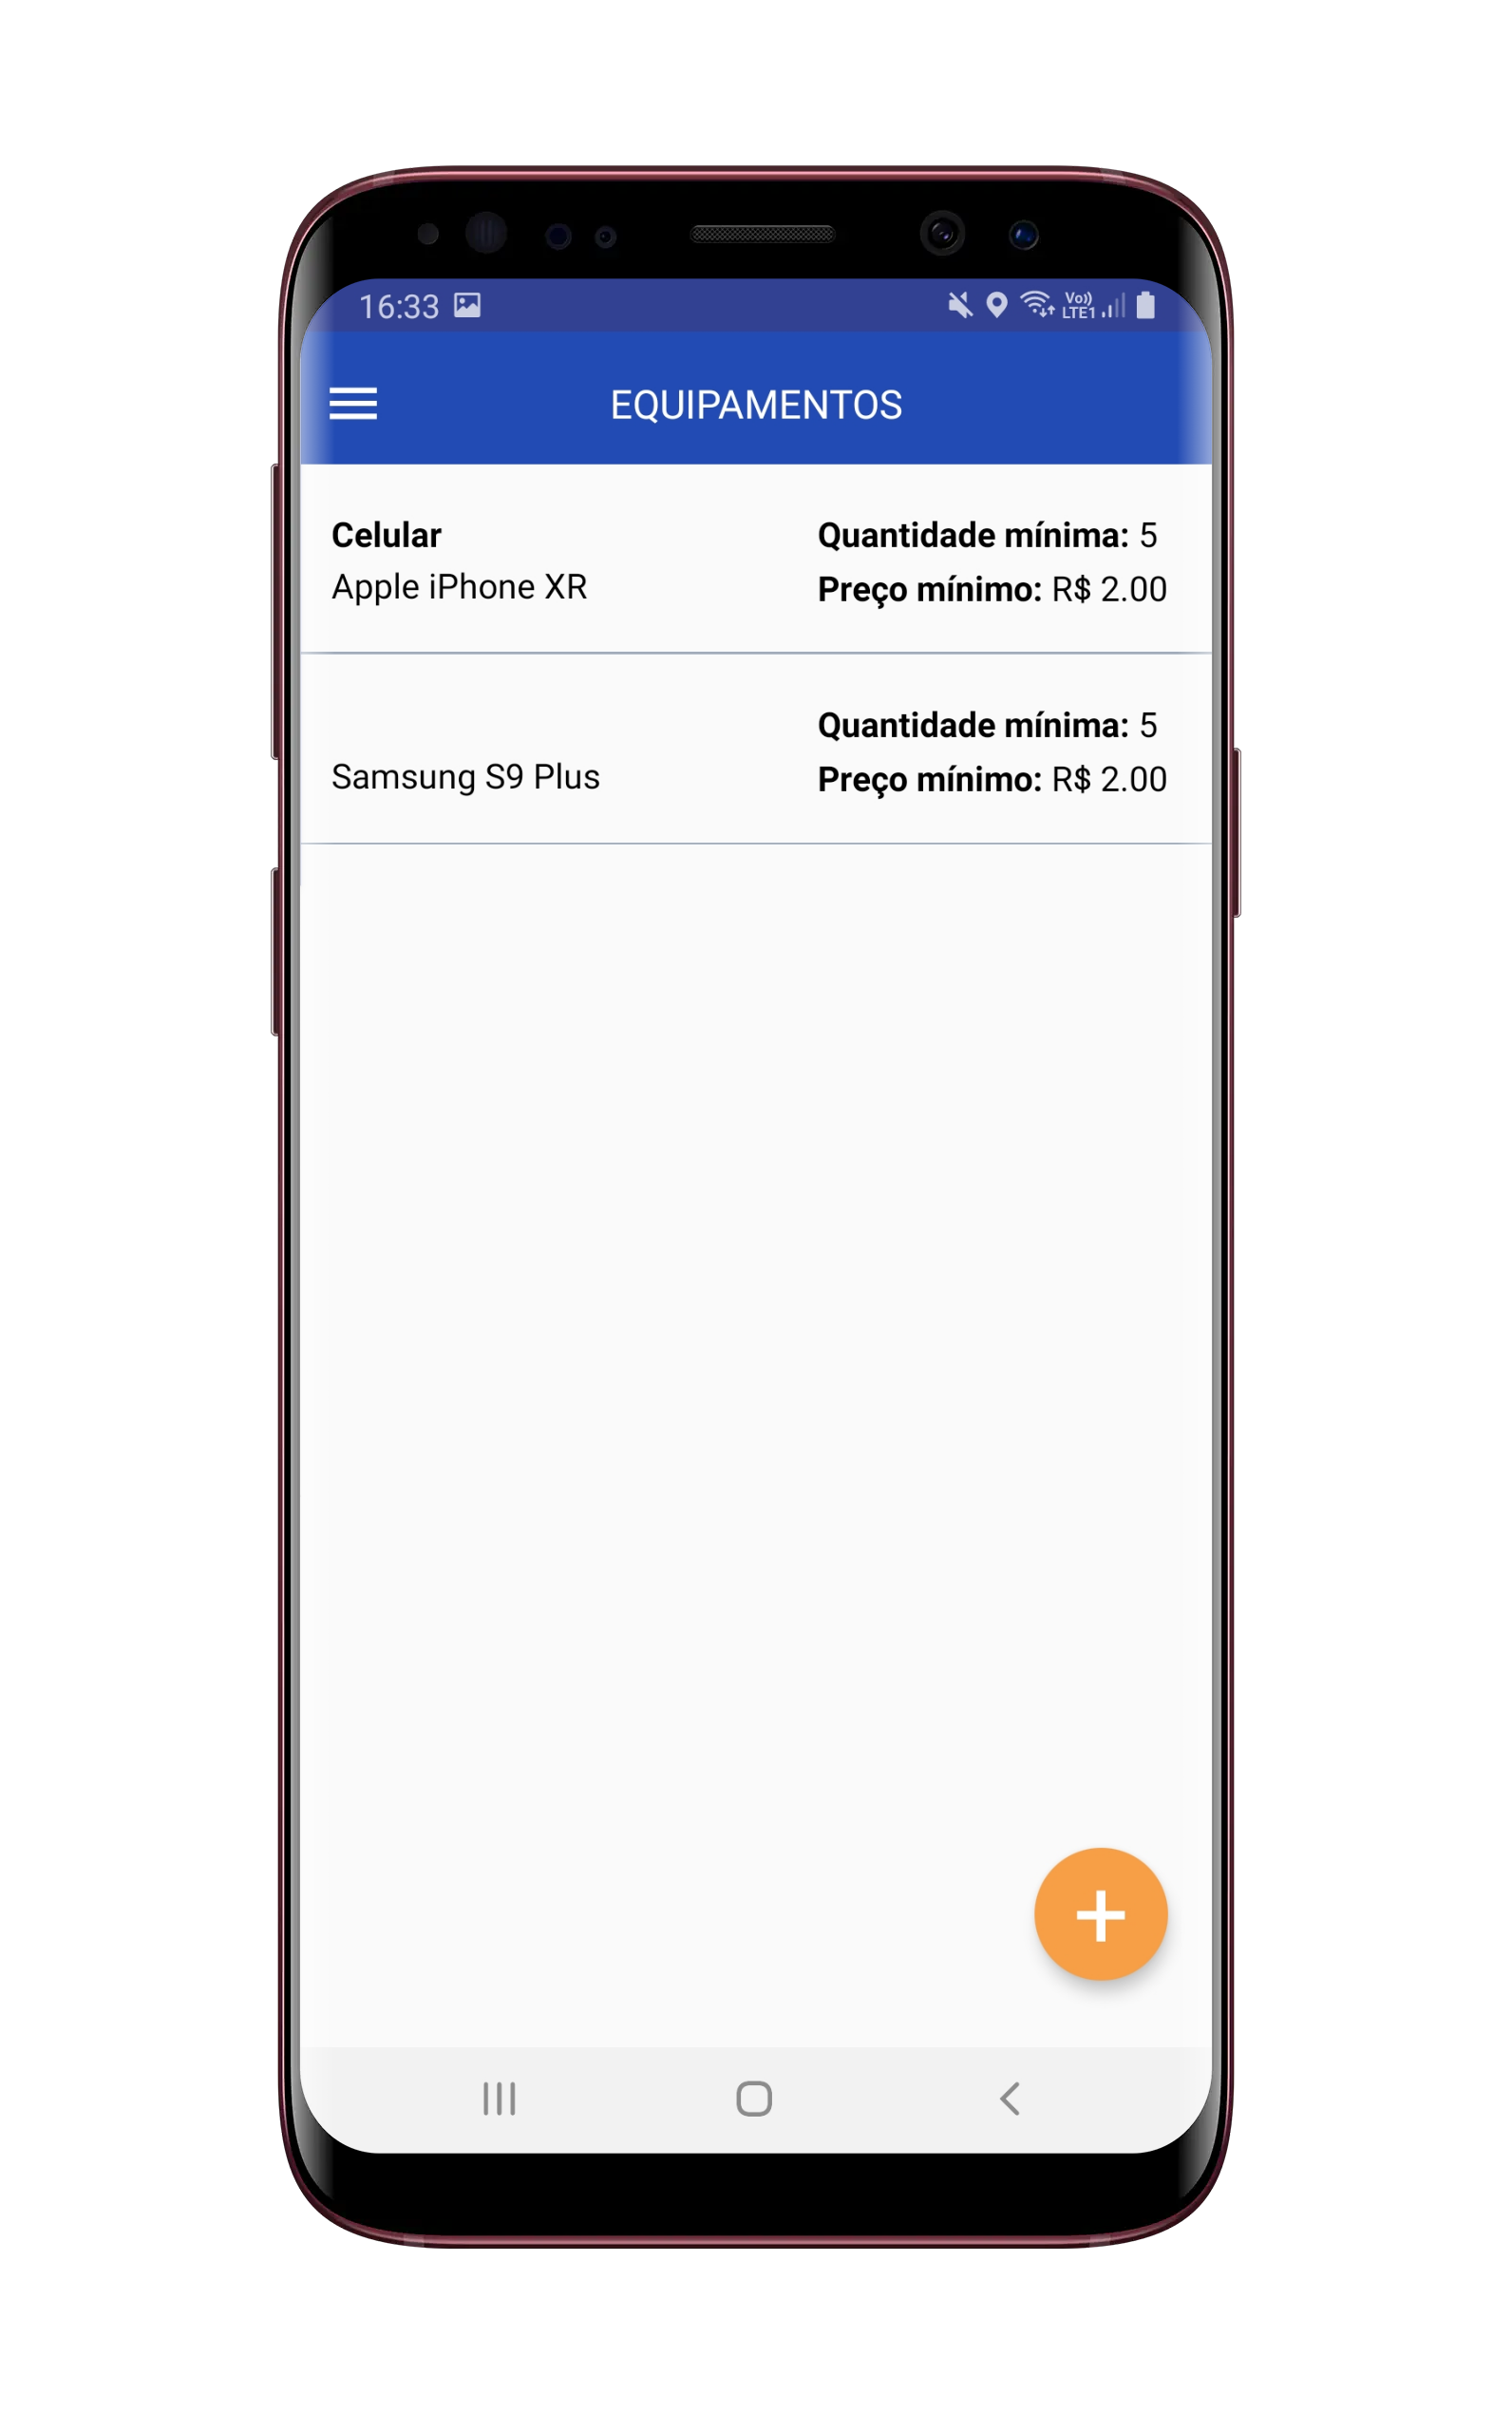 16:33 Vo)) LTE1
EQUIPAMENTOS
Celular
Apple iPhone XR
Quantidade mínima: 5
Preço mínimo: R$ 2.00
Samsung S9 Plus
Quantidade mínima: 5
Preço mínimo: R$ 2.00